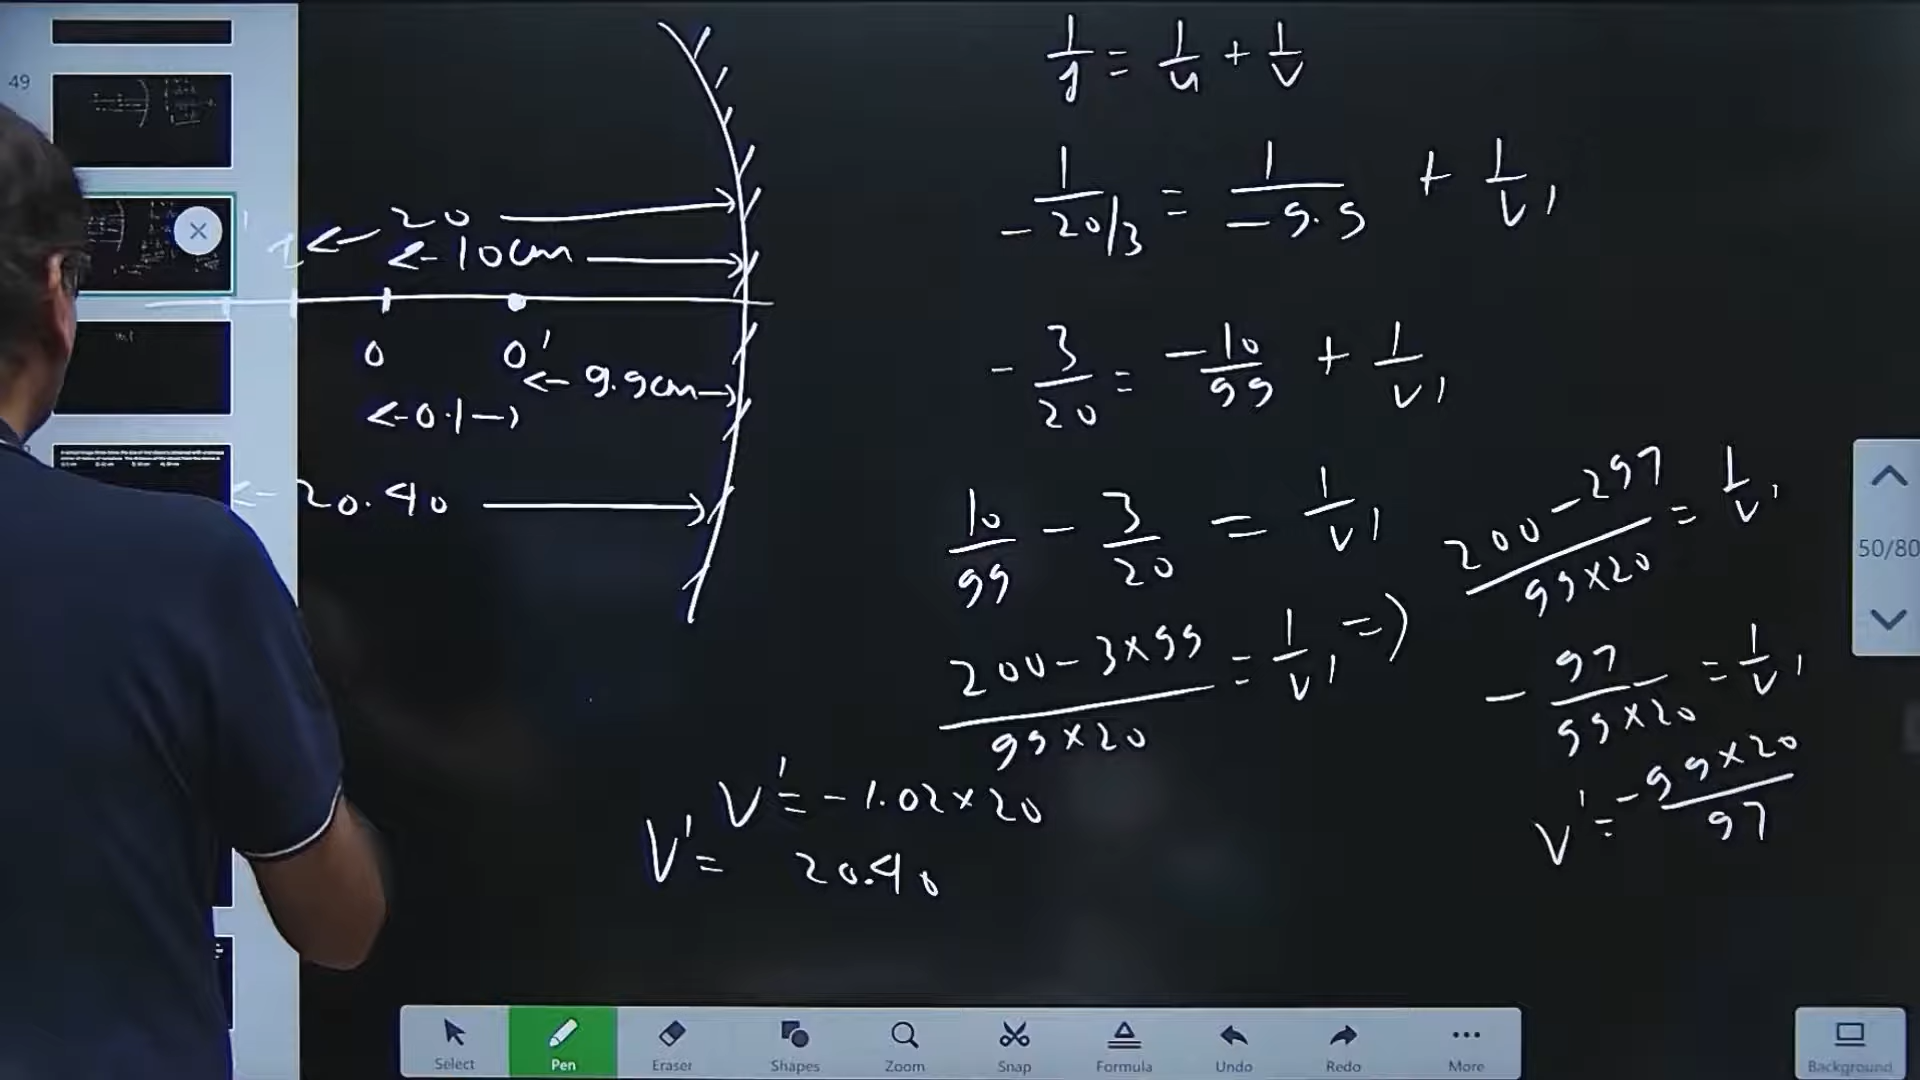 49
20
10cm
0
0'
9.9cm
0.1
20.40
1/f = 1/u + 1/v
- 1/20/3 = 1/-9.9 + 1/v'
- 3/20 = - 10/99 + 1/v'
10/99 - 3/20 = 1/v'
200 - 3×99/99×20 = 1/v' =>
200 - 297/99×20 = 1/v'
- 97/99×20 = 1/v'
v' = - 99×20/97
V' = - 1.02×20
V' = 20.40
50/80
Select
Pen
Eraser
Shapes
Zoom
Snap
Formula
Undo
Redo
More
Background